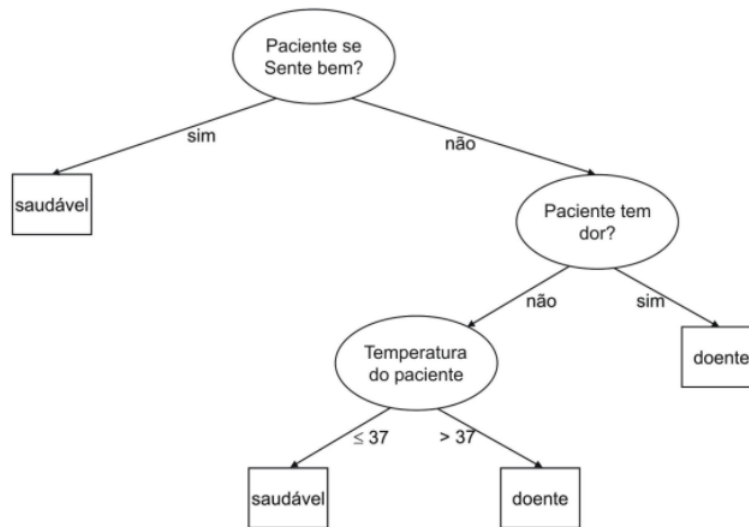 Paciente se
Sente bem?
sim
não
saudável
Paciente tem
dor?
não
sim
Temperatura
do paciente
doente
≤ 37
> 37
saudável
doente